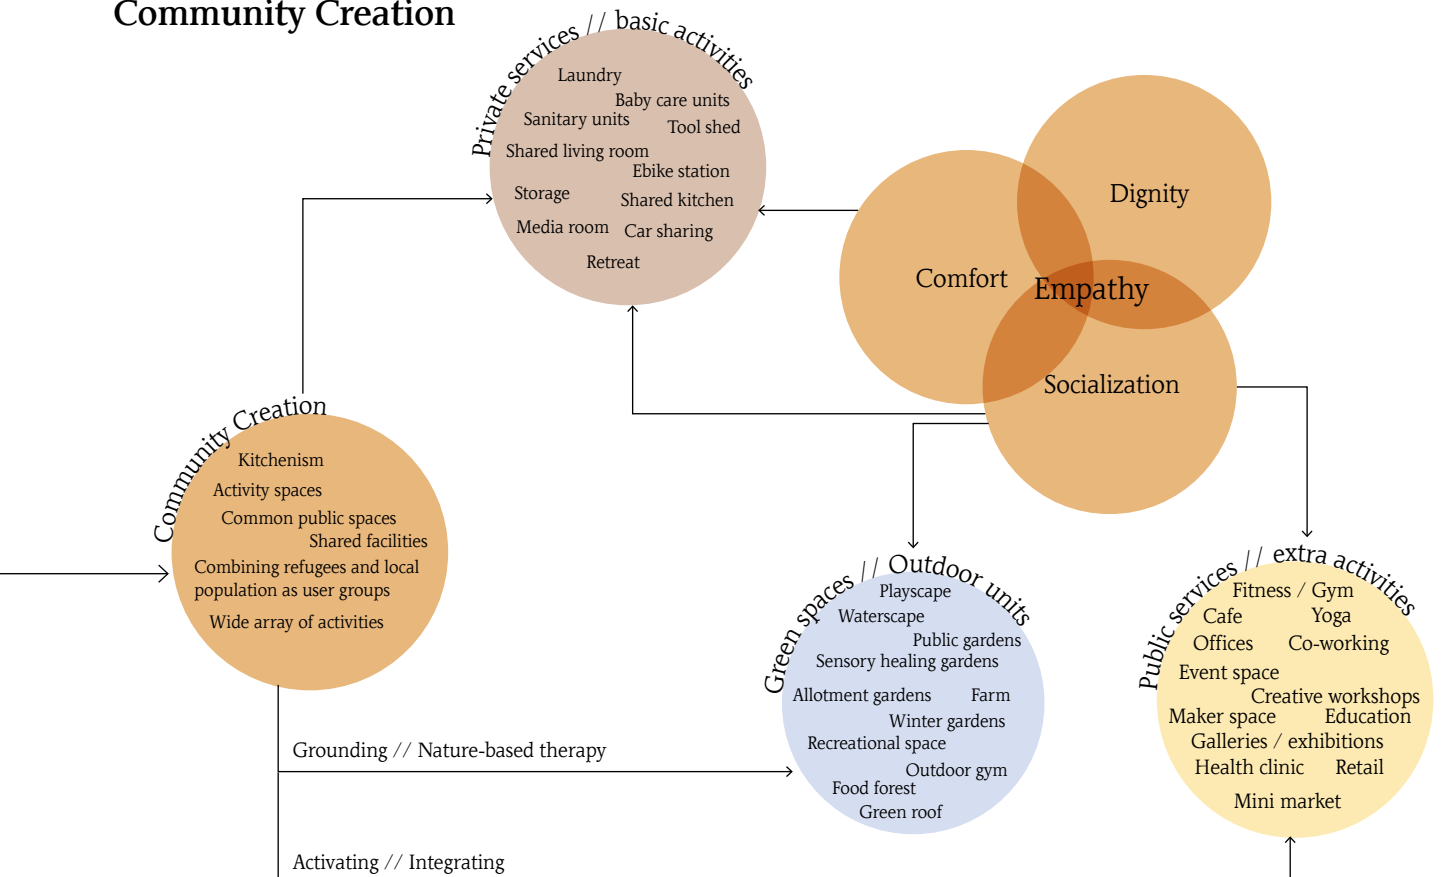 Community Creation
Private services // basic activities
Laundry
Baby care units
Sanitary units
Tool shed
Shared living room
Ebike station
Storage
Shared kitchen
Media room
Car sharing
Retreat
Dignity
Comfort
Empathy
Socialization
Community Creation
Kitchenism
Activity spaces
Common public spaces
Shared facilities
Combining refugees and local
population as user groups
Wide array of activities
Green spaces // Outdoor units
Playscape
Waterscape
Public gardens
Sensory healing gardens
Allotment gardens
Farm
Winter gardens
Recreational space
Outdoor gym
Food forest
Green roof
Public services // extra activities
Fitness / Gym
Cafe
Yoga
Offices
Co-working
Event space
Creative workshops
Maker space
Education
Galleries / exhibitions
Health clinic
Retail
Mini market
Grounding // Nature-based therapy
Activating // Integrating